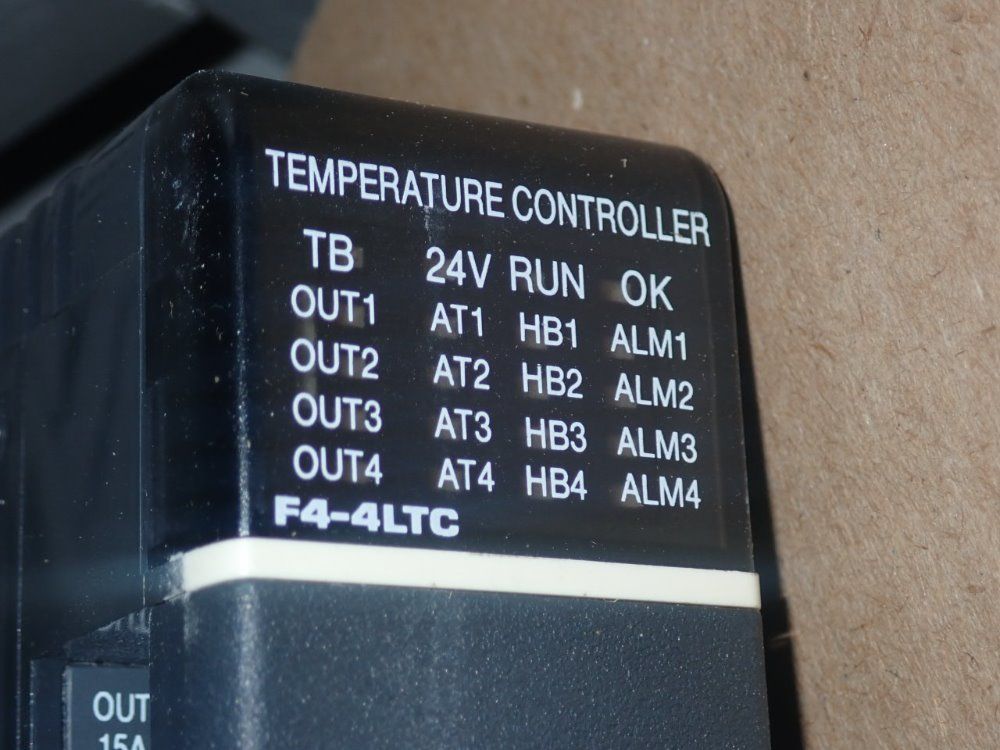 TEMPERATURE CONTROLLER
TB 24V RUN OK
OUT1 AT1 HB1 ALM1
OUT2 AT2 HB2 ALM2
OUT3 AT3 HB3 ALM3
OUT4 AT4 HB4 ALM4
F4-4LTC
OUT
15A